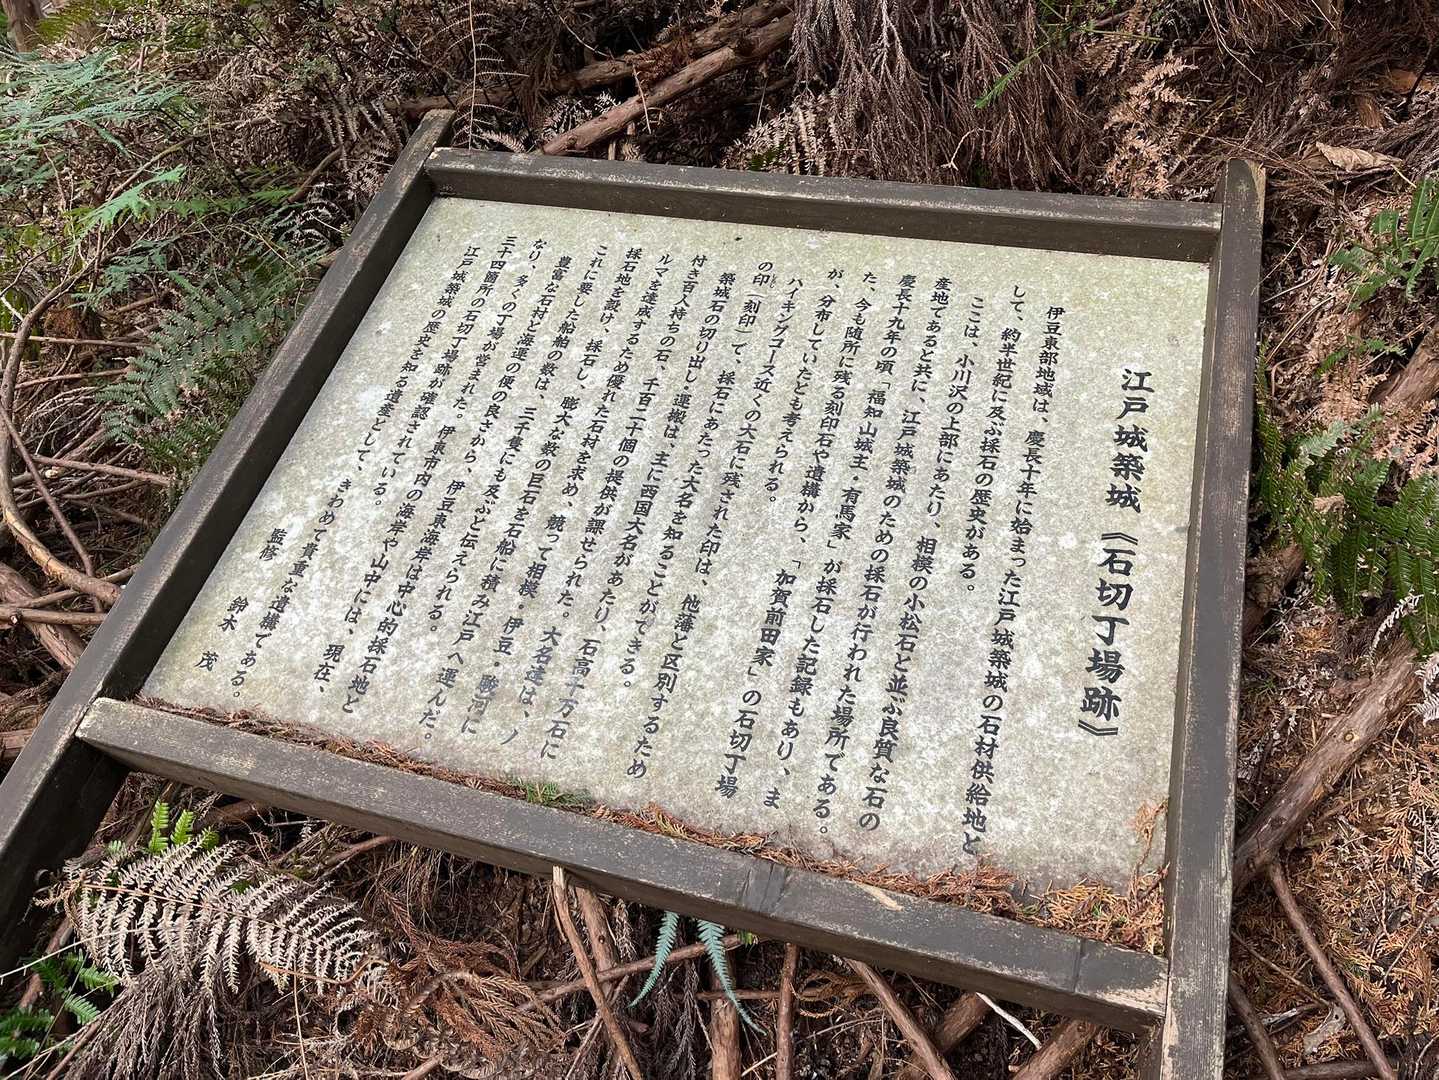 江戸城築城《石切丁場跡》
伊豆東部地域は、慶長十年に始まった江戸城築城の石材供給地と
して、約半世紀に及ぶ採石の歴史がある。
ここは、小川沢の上部にあたり、相模の小松石と並ぶ良質な石の
産地であると共に、江戸城築城のための採石が行われた場所である。
慶長十九年の頃「福知山城主・有馬家」が採石した記録もあり、ま
た、今も随所に残る刻印石や遺構から、「加賀前田家」の石切丁場
が、分布していたとも考えられる。
ハイキングコース近くの大石に残された印は、他藩と区別するため
の印（刻印）で、採石にあたった大名を知ることができる。
築城石の切り出し・運搬は、主に西国大名があたり、石高十万石に
付き百人持ちの石、千百二十個の提供が課せられた。大名達は、ノ
ルマを達成するため優れた石材を求め、競って相模・伊豆・駿河に
採石地を設け、採石し、膨大な数の巨石を石船に積み江戸へ運んだ。
これに要した船舶の数は、三千隻にも及ぶと伝えられる。
豊富な石材と海運の便の良さから、伊豆東海岸は中心的採石地と
なり、多くの丁場が営まれた。伊東市内の海岸や山中には、現在、
三十四箇所の石切丁場跡が確認されている。
江戸城築城の歴史を知る遺産として、きわめて貴重な遺構である。
監修　鈴木　茂